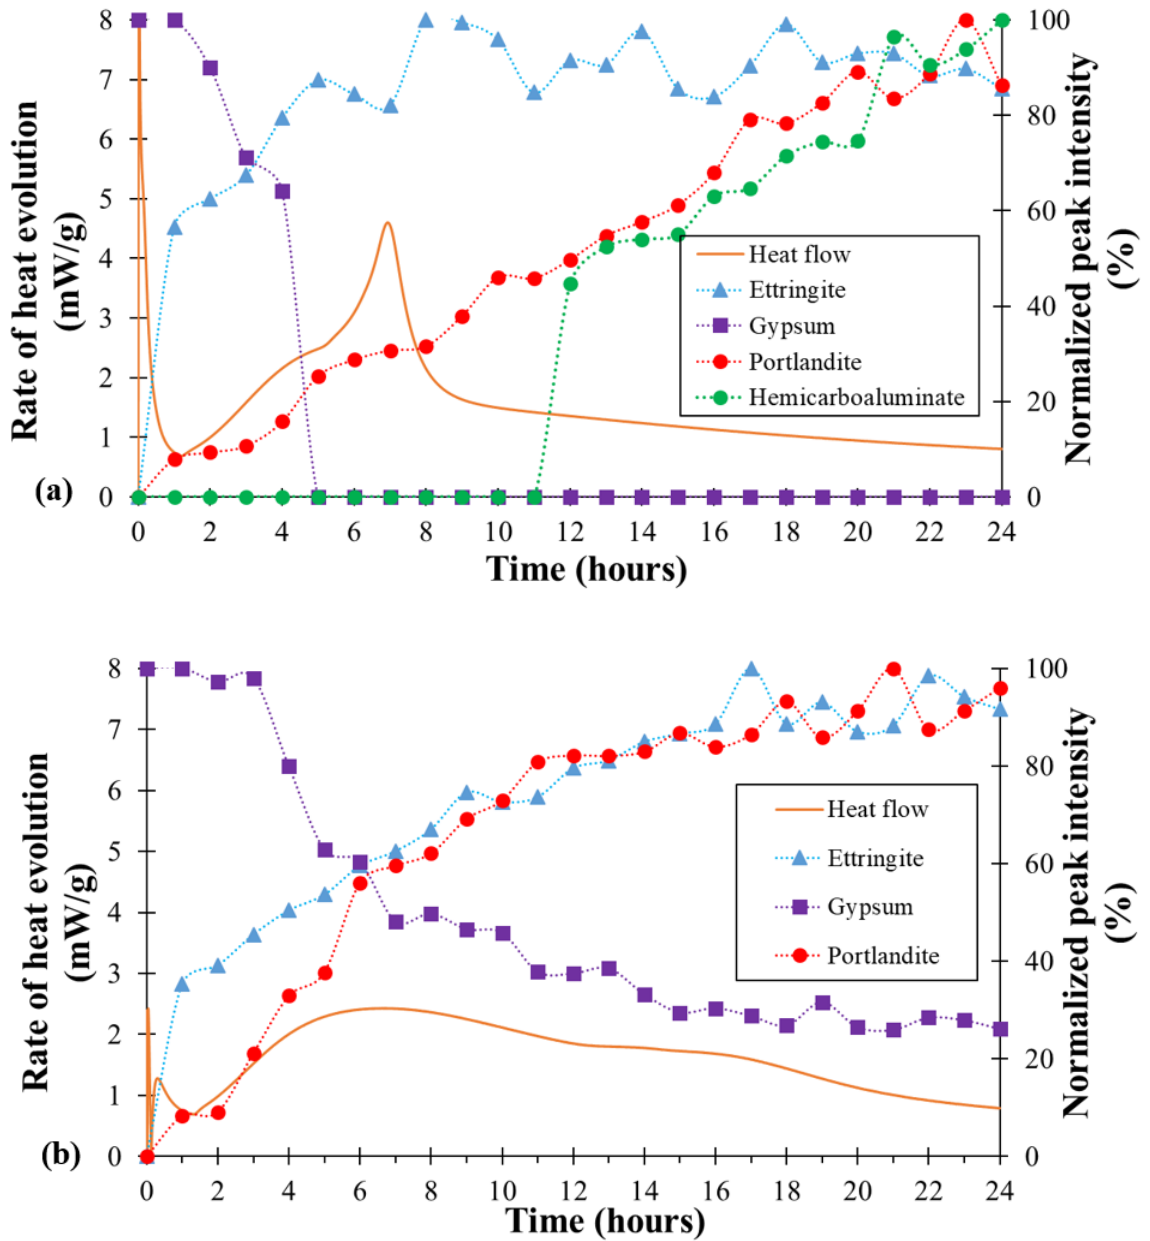 8
7
6
5
4
3
2
1
0
100
80
60
40
20
0
Rate of heat evolution
(mW/g)
Normalized peak intensity
(%)
Heat flow
Ettringite
Gypsum
Portlandite
Hemicarboaluminate
(a)
0 2 4 6 8 10 12 14 16 18 20 22 24
Time (hours)
8
7
6
5
4
3
2
1
0
100
80
60
40
20
0
Rate of heat evolution
(mW/g)
Normalized peak intensity
(%)
Heat flow
Ettringite
Gypsum
Portlandite
(b)
0 2 4 6 8 10 12 14 16 18 20 22 24
Time (hours)